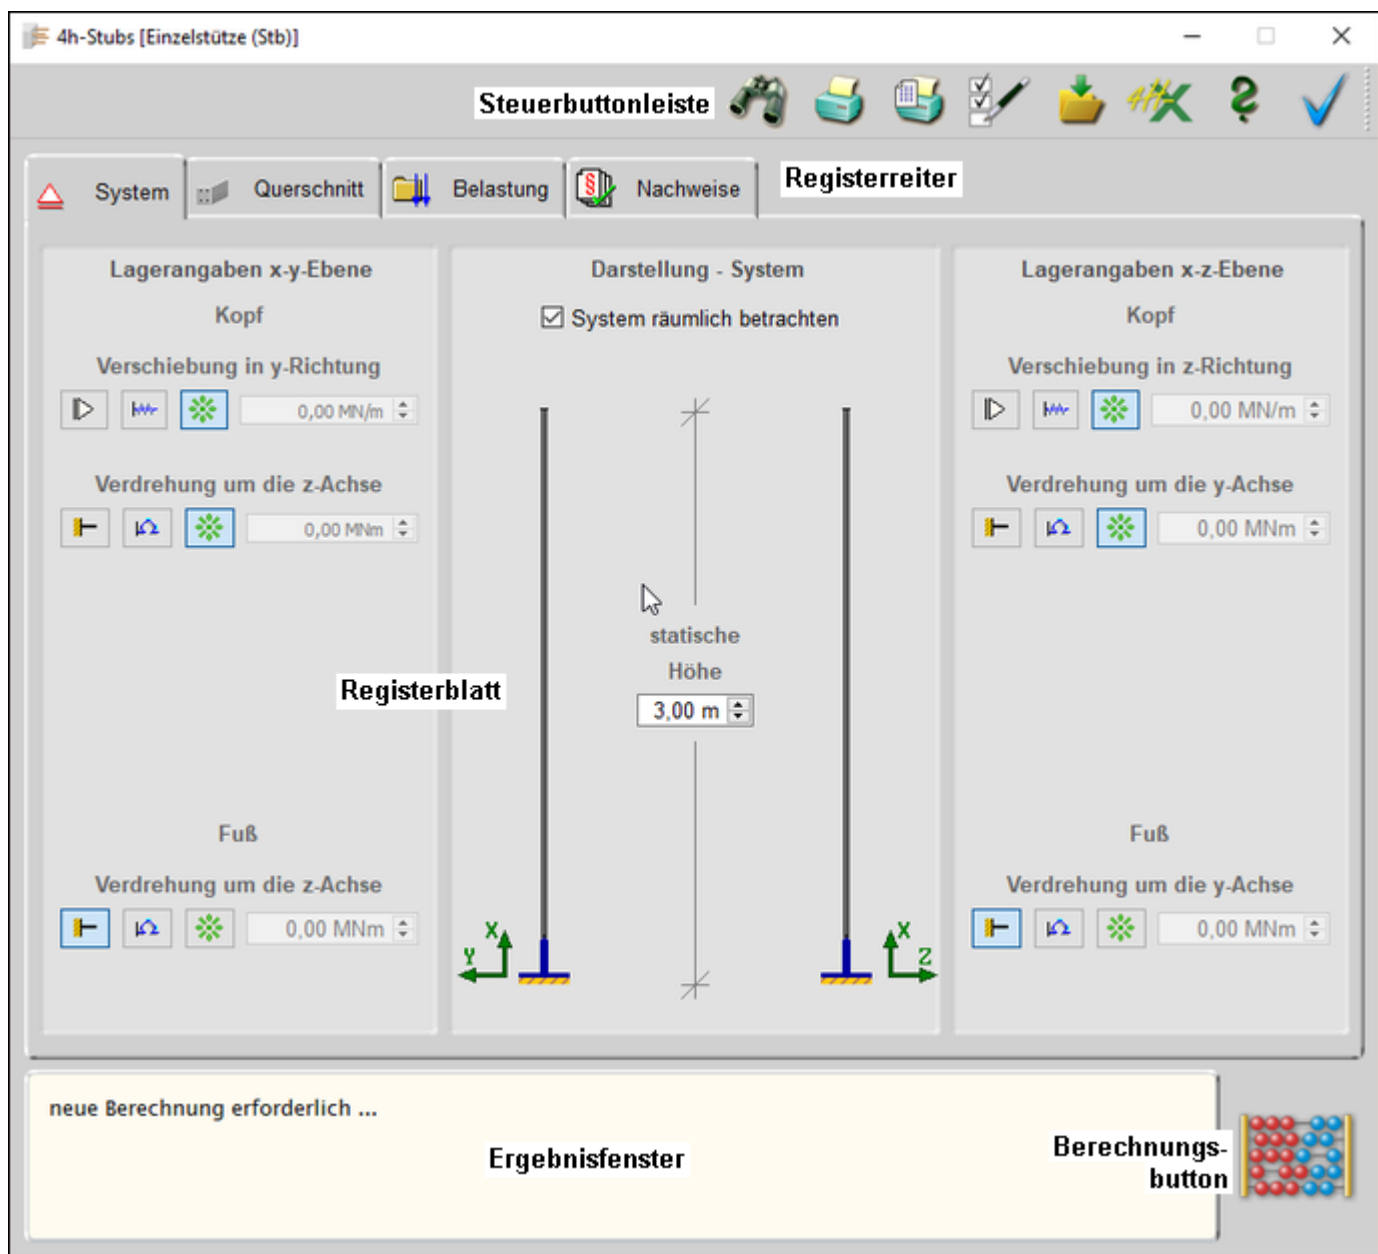 4h-Stubs [Einzelstütze (Stb)]
Steuerbuttonleiste
System
Querschnitt
Belastung
Nachweise
Registerreiter
Lagerangaben x-y-Ebene
Kopf
Verschiebung in y-Richtung
0,00 MN/m
Verdrehung um die z-Achse
0,00 MNm
Fuß
Verdrehung um die z-Achse
0,00 MNm
Registerblatt
Darstellung - System
System räumlich betrachten
statische
Höhe
3,00 m
X
Y
X
Z
Lagerangaben x-z-Ebene
Kopf
Verschiebung in z-Richtung
0,00 MN/m
Verdrehung um die y-Achse
0,00 MNm
Fuß
Verdrehung um die y-Achse
0,00 MNm
neue Berechnung erforderlich ...
Ergebnisfenster
Berechnungs-
button